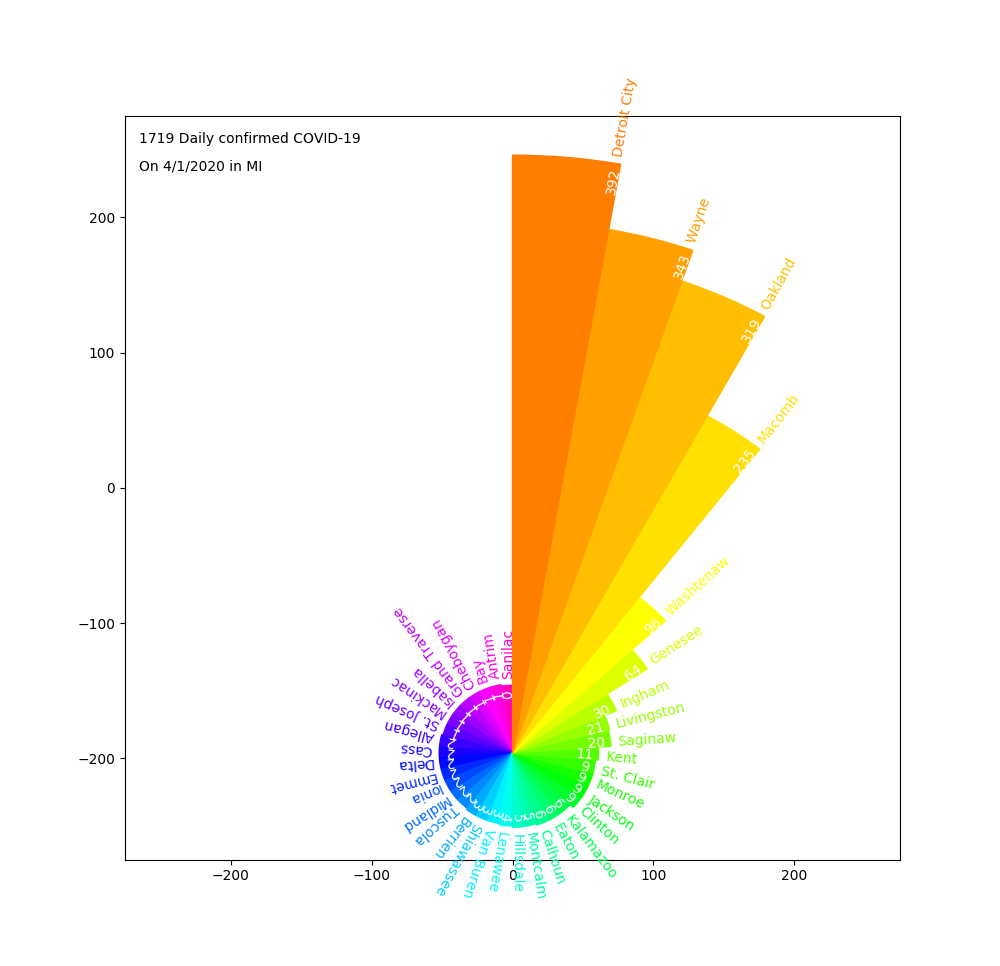 1719 Daily confirmed COVID-19
On 4/1/2020 in MI
200
100
0
−100
−200
−200
−100
0
100
200
Detroit City
392
Wayne
343
Oakland
319
Macomb
235
Washtenaw
96
Genesee
64
Ingham
30
Livingston
21
Saginaw
20
Kent
11
St. Clair
9
Monroe
9
Jackson
Clinton
Kalamazoo
Eaton
Calhoun
Montcalm
Hillsdale
Lenawee
Van Buren
Shiawassee
Berrien
Tuscola
Midland
Ionia
Emmet
Delta
Cass
Allegan
St. Joseph
Mackinac
Isabella
Grand Traverse
Cheboygan
Bay
Antrim
Sanilac
0